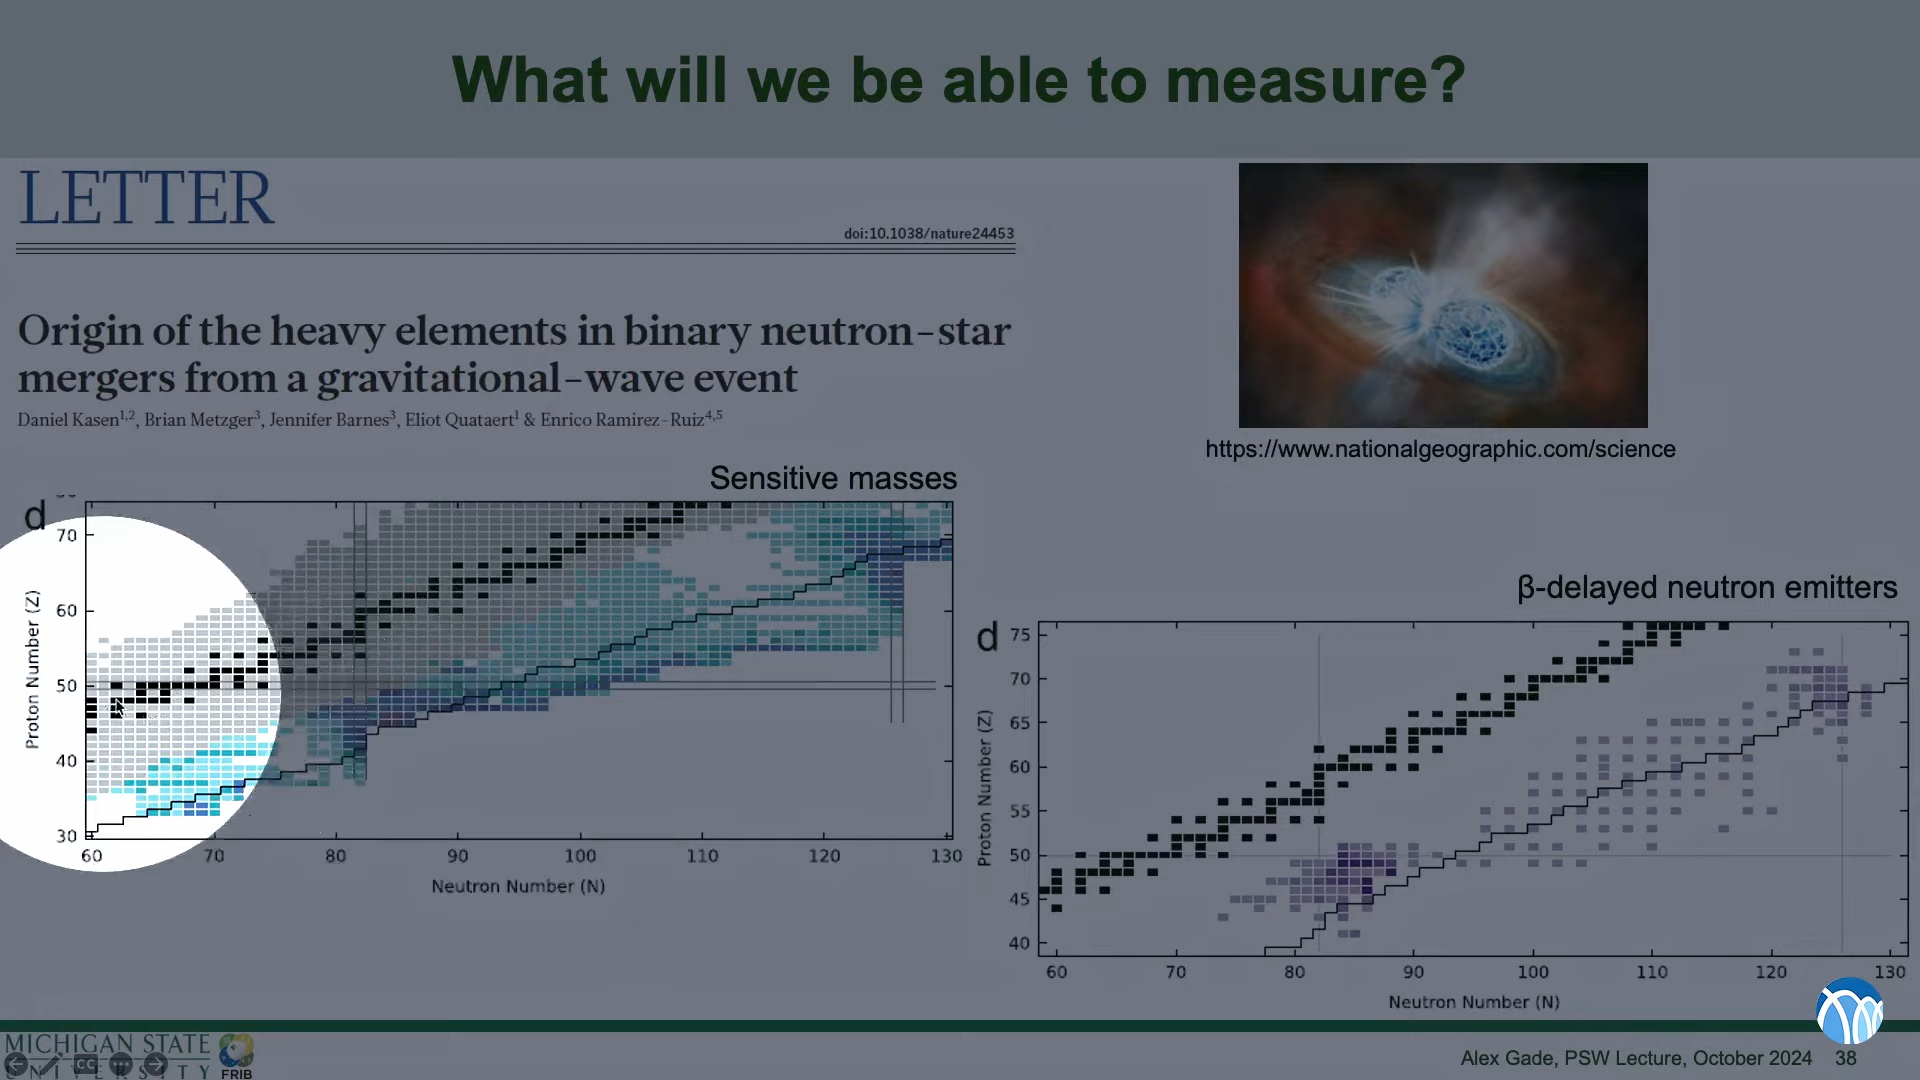 What will we be able to measure?
LETTER
doi:10.1038/nature24453
Origin of the heavy elements in binary neutron-star
mergers from a gravitational-wave event
Daniel Kasen1,2, Brian Metzger3, Jennifer Barnes3, Eliot Quataert1 & Enrico Ramirez-Ruiz4,5
https://www.nationalgeographic.com/science
Sensitive masses
d
70
60
50
40
30
Proton Number (Z)
60 70 80 90 100 110 120 130
Neutron Number (N)
β-delayed neutron emitters
d
75
70
65
60
55
50
45
40
Proton Number (Z)
60 70 80 90 100 110 120 130
Neutron Number (N)
MICHIGAN STATE
UNIVERSITY
FRIB
CC
Alex Gade, PSW Lecture, October 2024 38